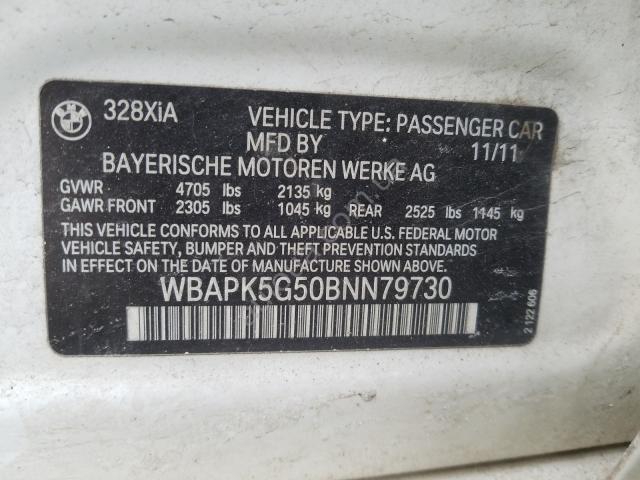 BMW 328XiA VEHICLE TYPE: PASSENGER CAR
MFD BY 11/11
BAYERISCHE MOTOREN WERKE AG
GVWR 4705 lbs 2135 kg
GAWR FRONT 2305 lbs 1045 kg REAR 2525 lbs 1145 kg
THIS VEHICLE CONFORMS TO ALL APPLICABLE U.S. FEDERAL MOTOR
VEHICLE SAFETY, BUMPER AND THEFT PREVENTION STANDARDS
IN EFFECT ON THE DATE OF MANUFACTURE SHOWN ABOVE.
WBAPK5G50BNN79730
2 122 606